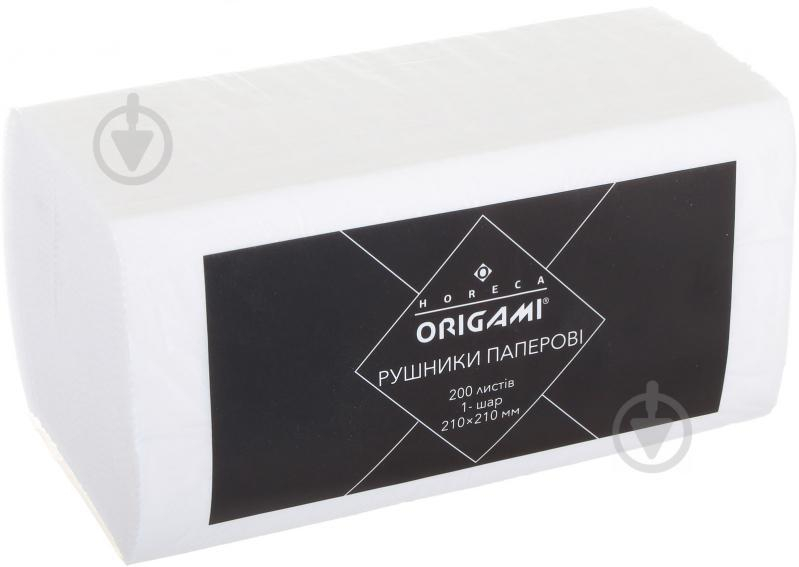 HORECA
ORIGAMI®
РУШНИКИ ПАПЕРОВІ
200 листів
1- шар
210×210 мм